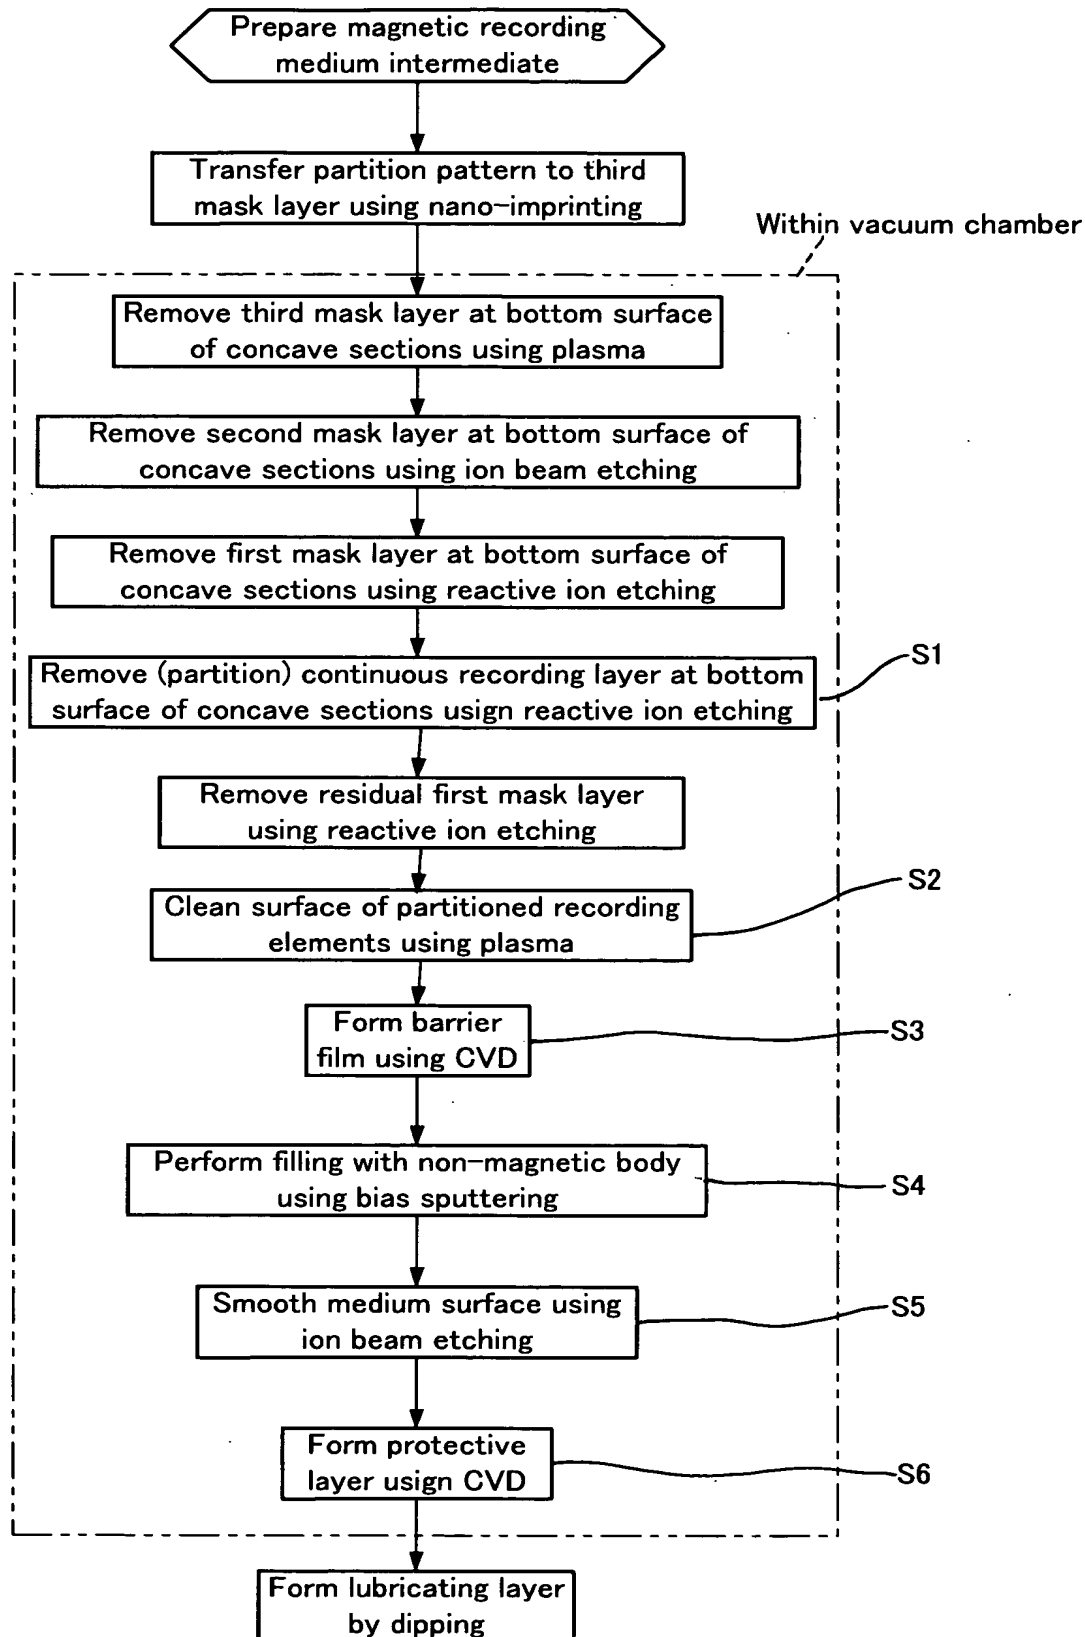 Prepare magnetic recording
medium intermediate
Transfer partition pattern to third
mask layer using nano-imprinting
Within vacuum chamber
Remove third mask layer at bottom surface
of concave sections using plasma
Remove second mask layer at bottom surface of
concave sections using ion beam etching
Remove first mask layer at bottom surface of
concave sections using reactive ion etching
S1
Remove (partition) continuous recording layer at bottom
surface of concave sections usign reactive ion etching
Remove residual first mask layer
using reactive ion etching
S2
Clean surface of partitioned recording
elements using plasma
Form barrier
film using CVD
S3
Perform filling with non-magnetic body
using bias sputtering
S4
Smooth medium surface using
ion beam etching
S5
Form protective
layer usign CVD
S6
Form lubricating layer
by dipping